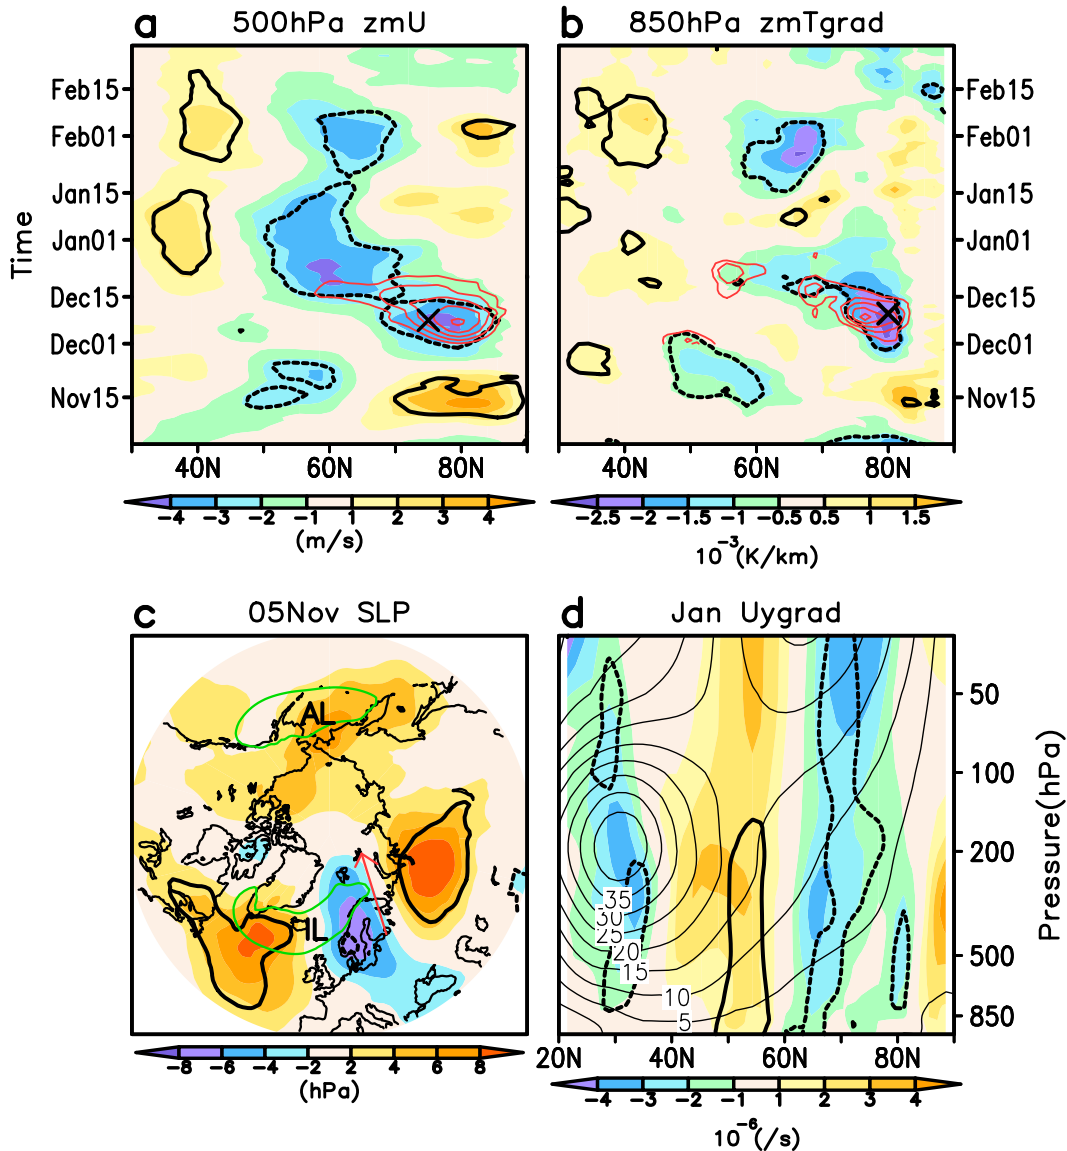 a 500hPa zmU
Time
Feb15
Feb01
Jan15
Jan01
Dec15
Dec01
Nov15
40N 60N 80N
-4 -3 -2 -1 1 2 3 4
(m/s)
b 850hPa zmTgrad
Feb15
Feb01
Jan15
Jan01
Dec15
Dec01
Nov15
40N 60N 80N
-2.5 -2 -1.5 -1 -0.5 0.5 1 1.5
10⁻³(K/km)
c 05Nov SLP
AL
IL
-8 -6 -4 -2 2 4 6 8
(hPa)
d Jan Uygrad
Pressure(hPa)
50
100
200
500
850
35
30
25
20
15
10
5
20N 40N 60N 80N
-4 -3 -2 -1 1 2 3 4
10⁻⁶(/s)